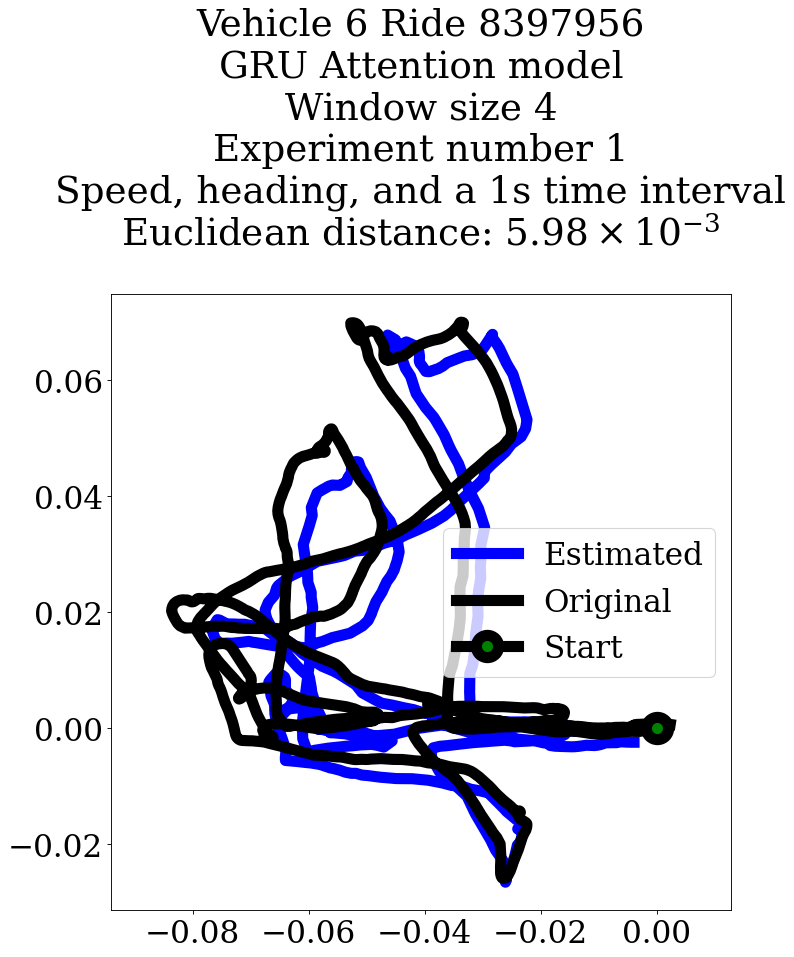 Vehicle 6 Ride 8397956
GRU Attention model
Window size 4
Experiment number 1
Speed, heading, and a 1s time interval
Euclidean distance: 5.98 × 10⁻³
0.06
0.04
0.02
0.00
−0.02
Estimated
Original
Start
−0.08 −0.06 −0.04 −0.02 0.00